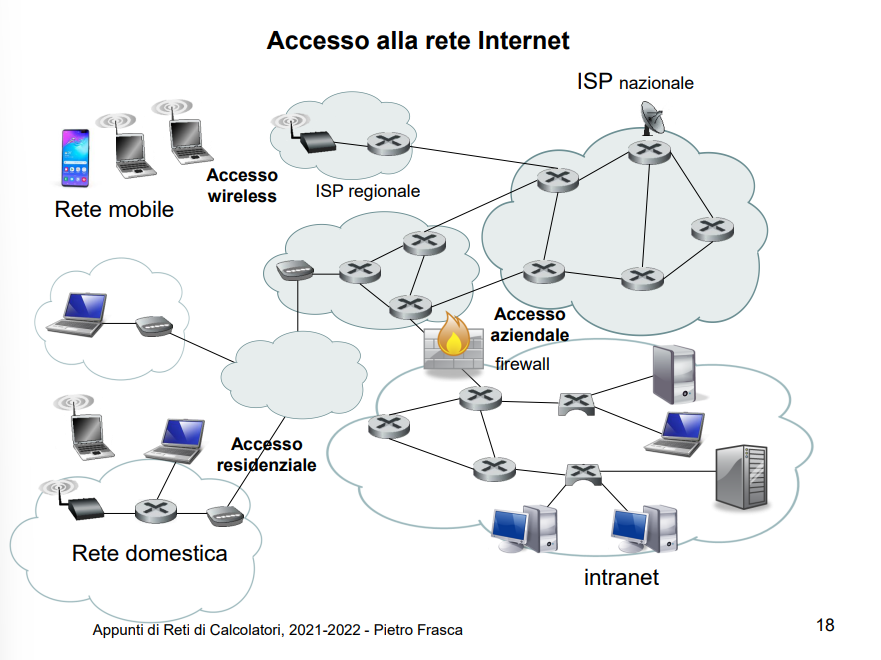 Accesso alla rete Internet
ISP nazionale
Accesso
wireless
ISP regionale
Rete mobile
Accesso
aziendale
firewall
Accesso
residenziale
Rete domestica
intranet
Appunti di Reti di Calcolatori, 2021-2022 - Pietro Frasca
18